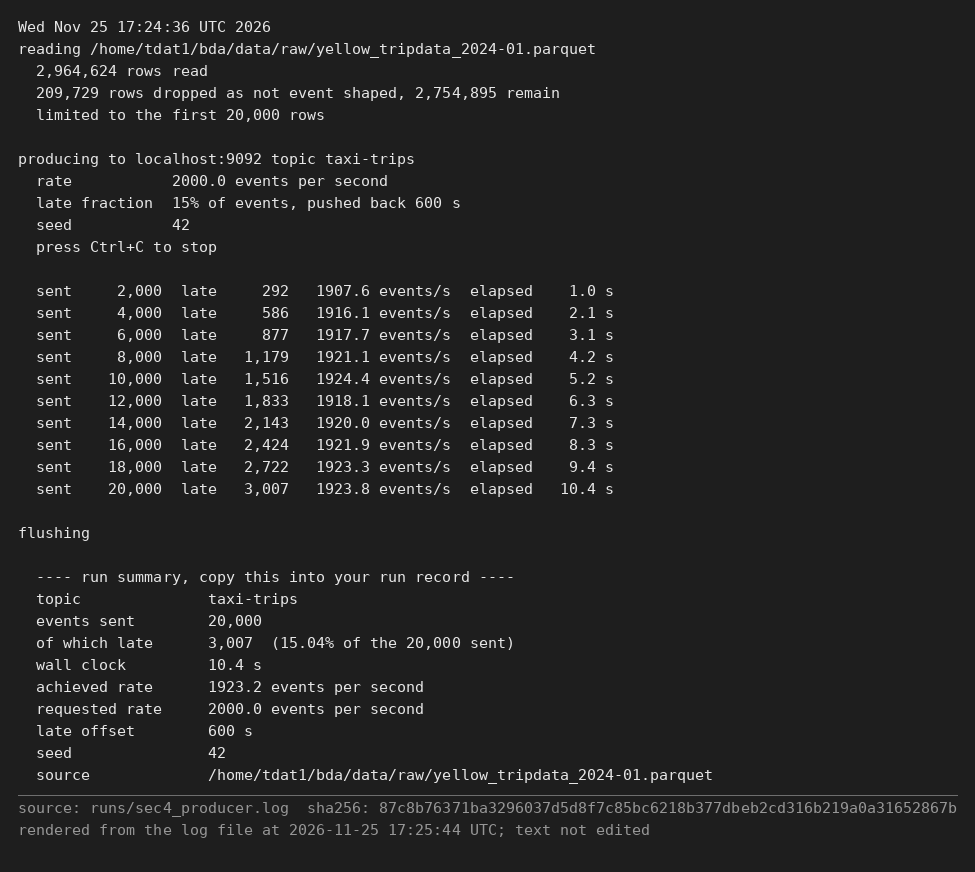 Wed Nov 25 17:24:36 UTC 2026
reading /home/tdat1/bda/data/raw/yellow_tripdata_2024-01.parquet
  2,964,624 rows read
  209,729 rows dropped as not event shaped, 2,754,895 remain
  limited to the first 20,000 rows

producing to localhost:9092 topic taxi-trips
  rate           2000.0 events per second
  late fraction  15% of events, pushed back 600 s
  seed           42
  press Ctrl+C to stop

  sent     2,000  late     292   1907.6 events/s  elapsed    1.0 s
  sent     4,000  late     586   1916.1 events/s  elapsed    2.1 s
  sent     6,000  late     877   1917.7 events/s  elapsed    3.1 s
  sent     8,000  late   1,179   1921.1 events/s  elapsed    4.2 s
  sent    10,000  late   1,516   1924.4 events/s  elapsed    5.2 s
  sent    12,000  late   1,833   1918.1 events/s  elapsed    6.3 s
  sent    14,000  late   2,143   1920.0 events/s  elapsed    7.3 s
  sent    16,000  late   2,424   1921.9 events/s  elapsed    8.3 s
  sent    18,000  late   2,722   1923.3 events/s  elapsed    9.4 s
  sent    20,000  late   3,007   1923.8 events/s  elapsed   10.4 s

flushing

  ---- run summary, copy this into your run record ----
  topic              taxi-trips
  events sent        20,000
  of which late      3,007  (15.04% of the 20,000 sent)
  wall clock         10.4 s
  achieved rate      1923.2 events per second
  requested rate     2000.0 events per second
  late offset        600 s
  seed               42
  source             /home/tdat1/bda/data/raw/yellow_tripdata_2024-01.parquet
source: runs/sec4_producer.log  sha256: 87c8b76371ba3296037d5d8f7c85bc6218b377dbeb2cd316b219a0a31652867b
rendered from the log file at 2026-11-25 17:25:44 UTC; text not edited